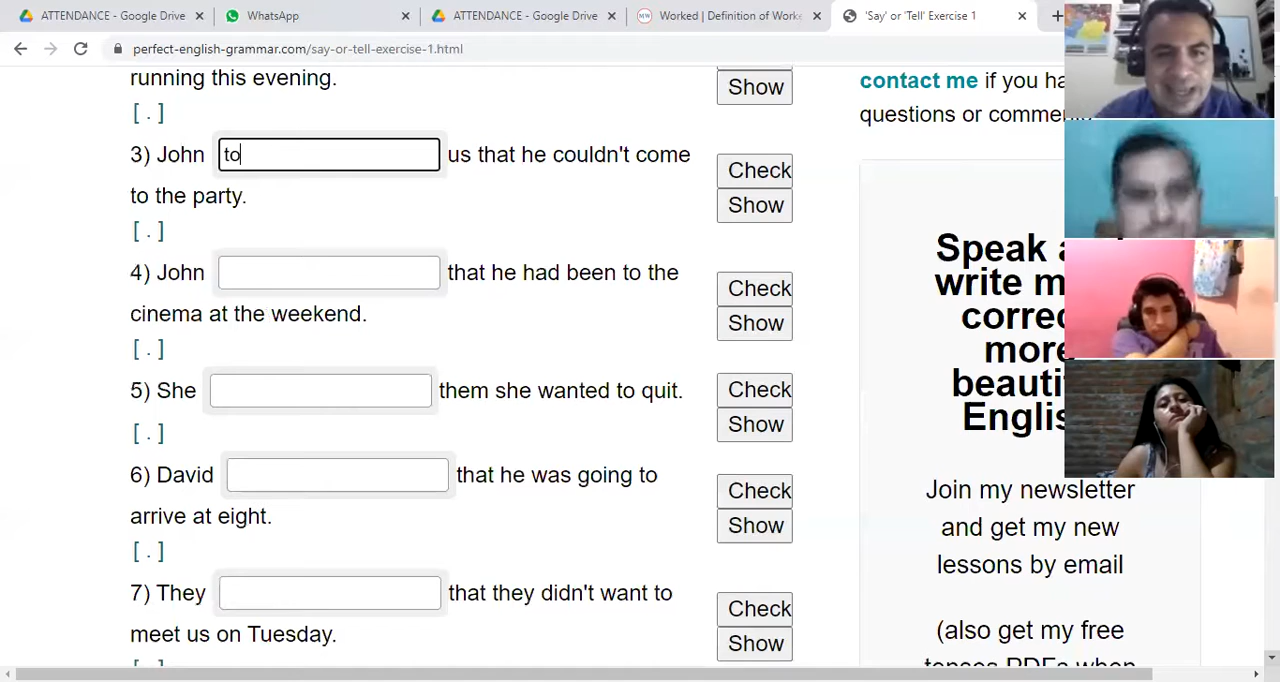 ATTENDANCE - Google Drive
WhatsApp
ATTENDANCE - Google Drive
Worked | Definition of Worke
'Say' or 'Tell' Exercise 1
perfect-english-grammar.com/say-or-tell-exercise-1.html
running this evening.
Show
[ . ]
3) John to us that he couldn't come
Check
to the party.
Show
[ . ]
4) John that he had been to the
Check
cinema at the weekend.
Show
[ . ]
5) She them she wanted to quit.
Check
Show
[ . ]
6) David that he was going to
Check
arrive at eight.
Show
[ . ]
7) They that they didn't want to
Check
meet us on Tuesday.
Show
contact me if you ha
questions or comme
Speak a
write m
correc
more
beauti
Englis
Join my newsletter
and get my new
lessons by email
(also get my free
tenses PDFs when